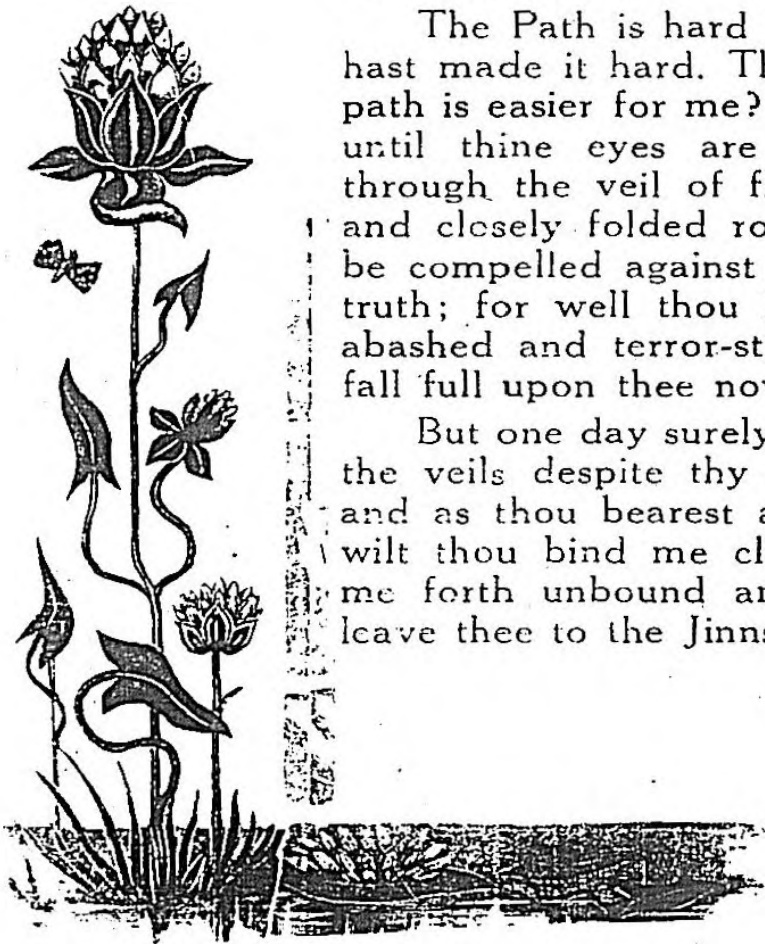 The Path is hard
hast made it hard. Th
path is easier for me?
until thine eyes are
through the veil of f
and closely folded ro
be compelled against
truth; for well thou
abashed and terror-st
fall full upon thee no
But one day surely
the veils despite thy
and as thou bearest a
wilt thou bind me cl
me forth unbound an
leave thee to the Jinns